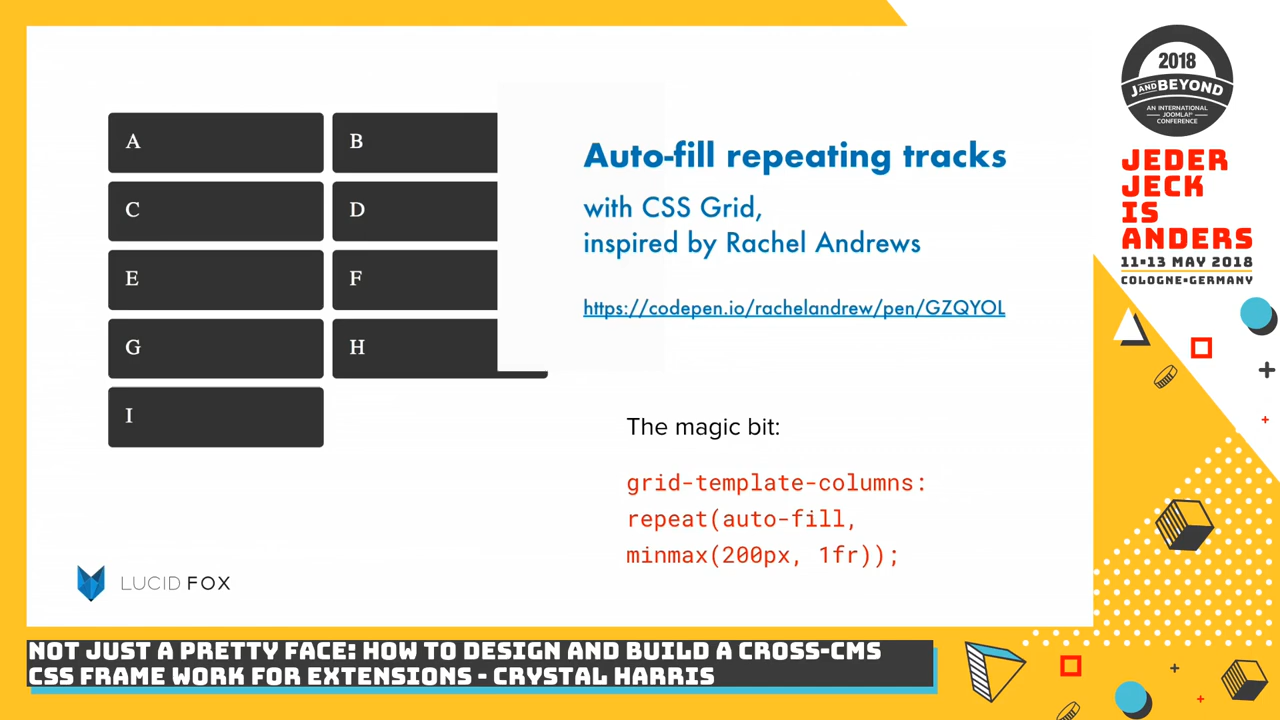 A
B
C
D
E
F
G
H
I
Auto-fill repeating tracks
with CSS Grid,
inspired by Rachel Andrews
https://codepen.io/rachelandrew/pen/GZQYOL
The magic bit:
grid-template-columns:
repeat(auto-fill,
minmax(200px, 1fr));
LUCID FOX
2018
J AND BEYOND
AN INTERNATIONAL
JOOMLA!®
CONFERENCE
JEDER
JECK
IS
ANDERS
11-13 MAY 2018
COLOGNE•GERMANY
NOT JUST A PRETTY FACE: HOW TO DESIGN AND BUILD A CROSS-CMS
CSS FRAME WORK FOR EXTENSIONS - CRYSTAL HARRIS